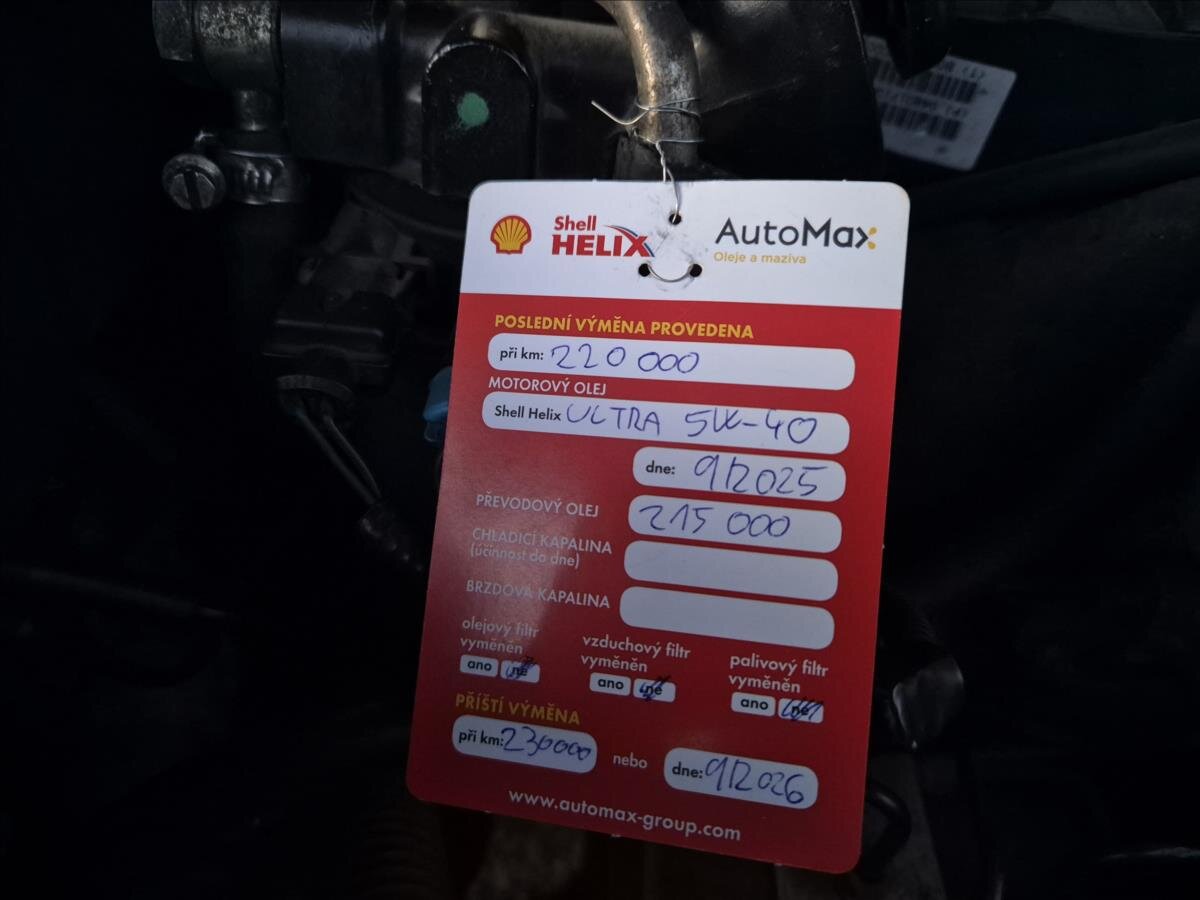 Shell
HELIX
AutoMax
Oleje a maziva
POSLEDNÍ VÝMĚNA PROVEDENA
při km: 220 000
MOTOROVÝ OLEJ
Shell Helix ULTRA 5W-40
dne: 9/2025
PŘEVODOVÝ OLEJ 215 000
CHLADICÍ KAPALINA
(účinnost do dne)
BRZDOVÁ KAPALINA
olejový filtr
vyměněn
ano ne
vzduchový filtr
vyměněn
ano ne
palivový filtr
vyměněn
ano ne
PŘÍŠTÍ VÝMĚNA
při km: 230000 nebo dne: 9/2026
www.automax-group.com